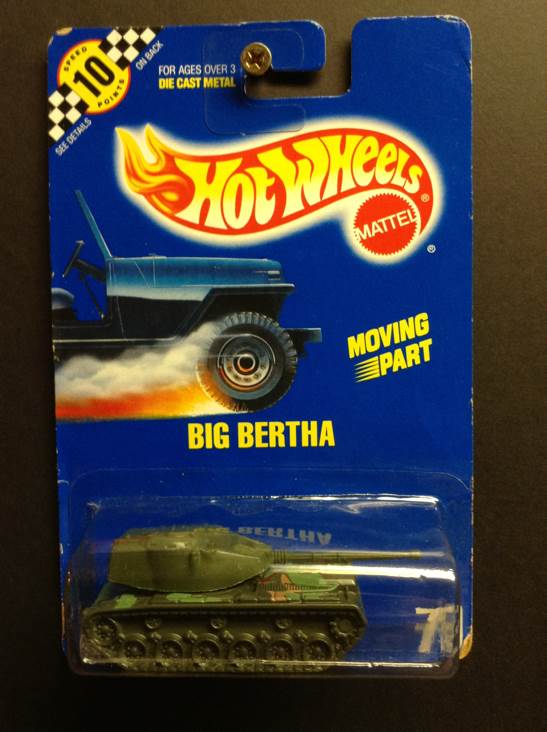 SPEED
10
POINTS
ON BACK
SEE DETAILS
FOR AGES OVER 3
DIE CAST METAL
HOT WHEELS®
MATTEL
®
MOVING
PART
BIG BERTHA
BERTHA